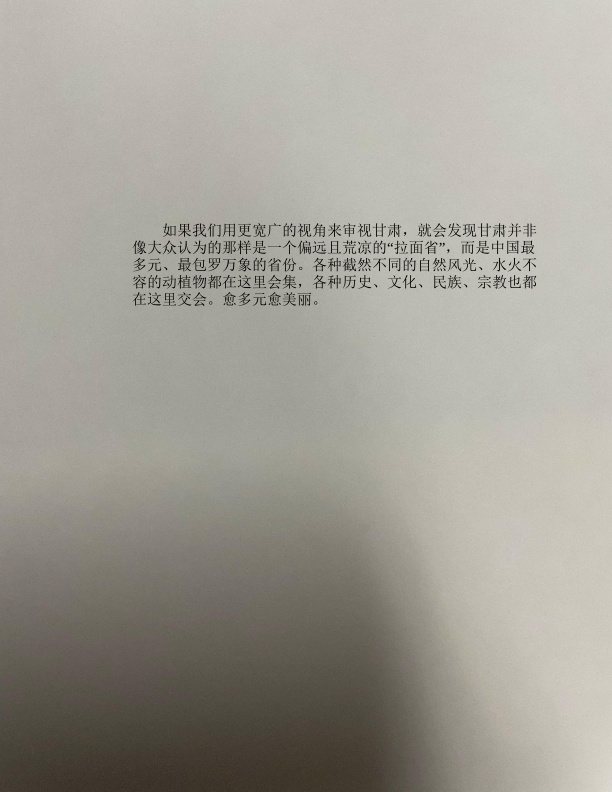 如果我们用更宽广的视角来审视甘肃，就会发现甘肃并非
像大众认为的那样是一个偏远且荒凉的“拉面省”，而是中国最
多元、最包罗万象的省份。各种截然不同的自然风光、水火不
容的动植物都在这里会集，各种历史、文化、民族、宗教也都
在这里交会。愈多元愈美丽。